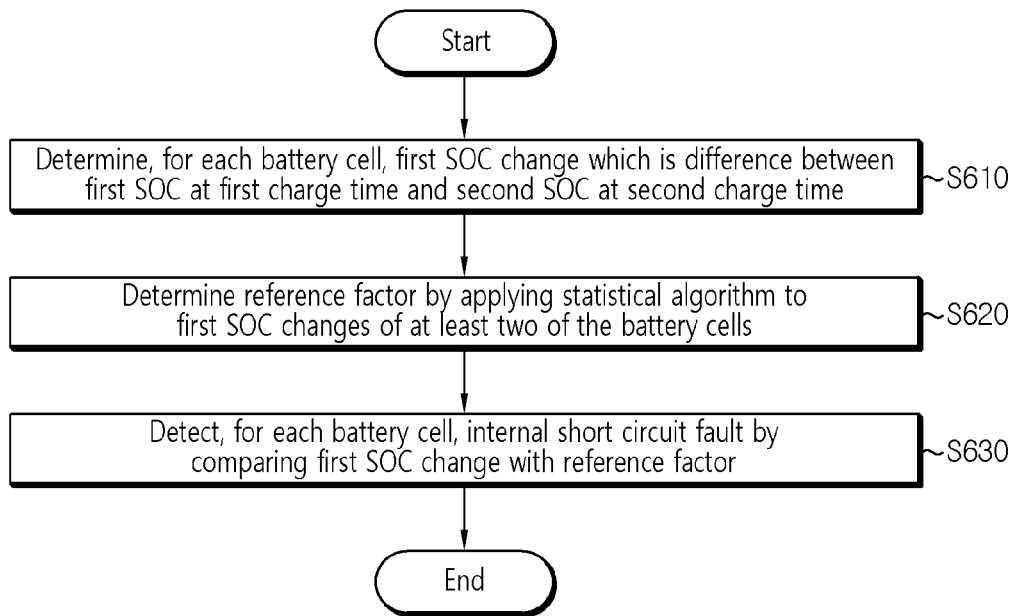 Start
Determine, for each battery cell, first SOC change which is difference between
first SOC at first charge time and second SOC at second charge time
S610
Determine reference factor by applying statistical algorithm to
first SOC changes of at least two of the battery cells
S620
Detect, for each battery cell, internal short circuit fault by
comparing first SOC change with reference factor
S630
End